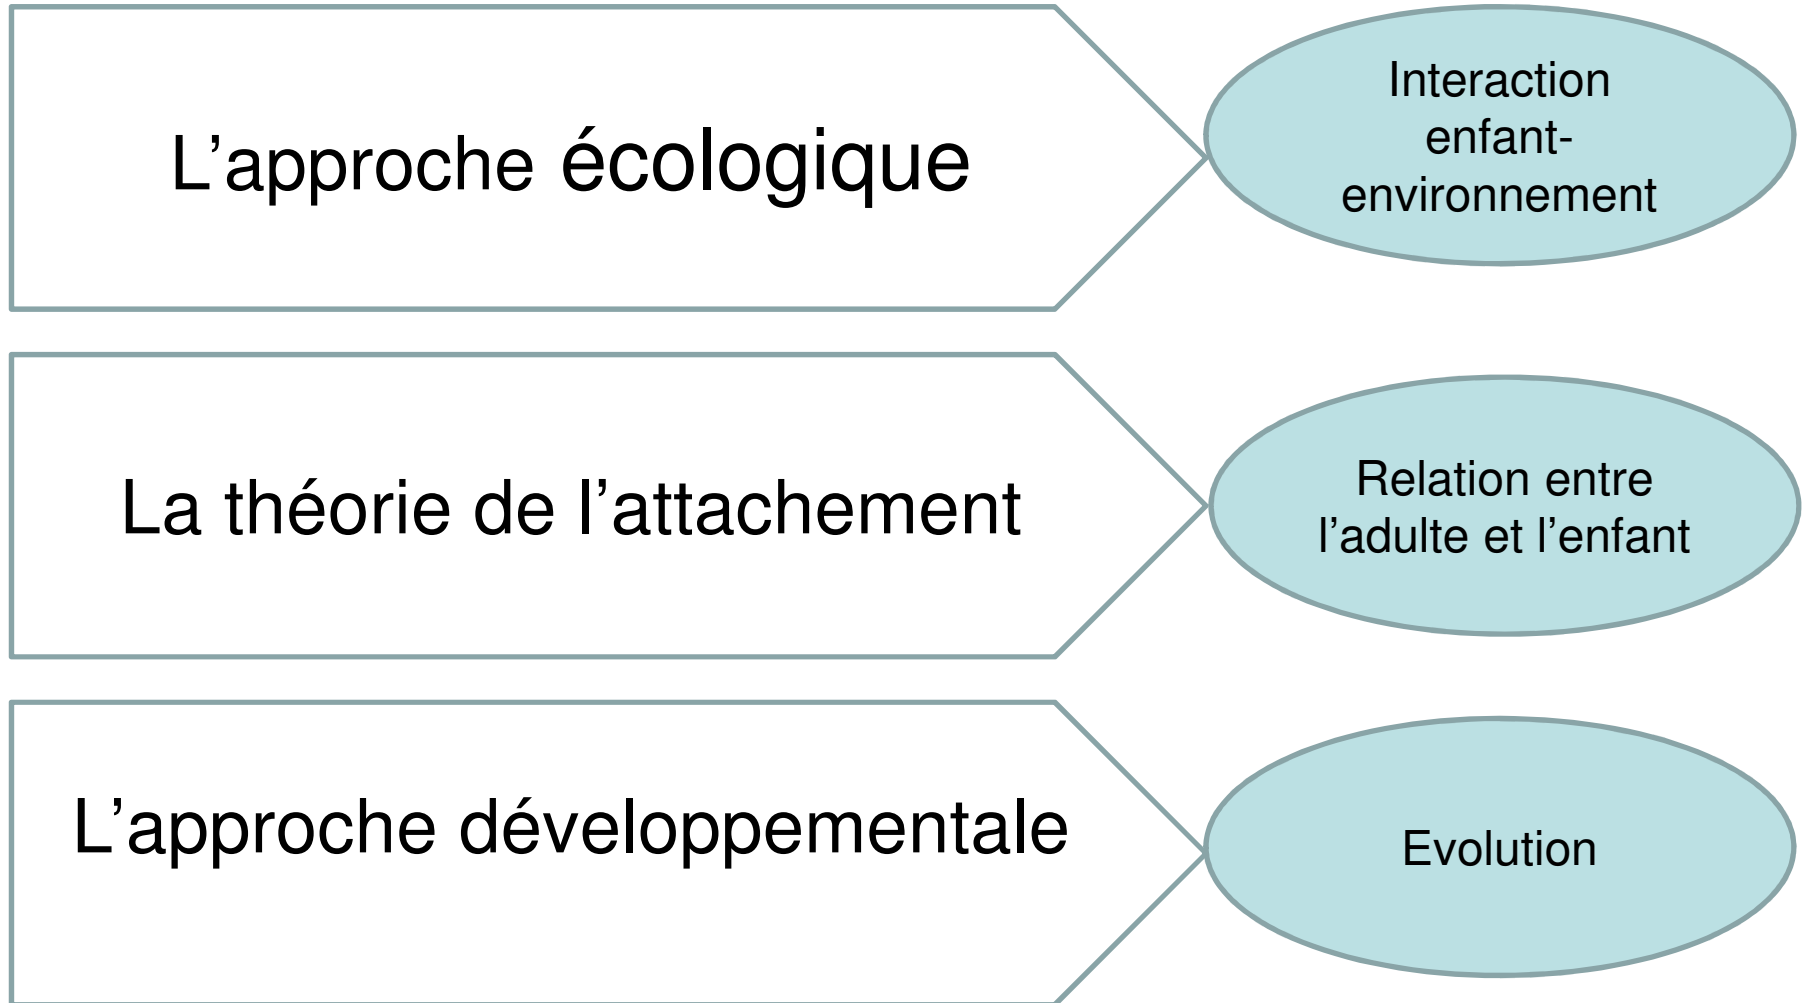 L’approche écologique
Interaction
enfant-
environnement
La théorie de l’attachement
Relation entre
l’adulte et l’enfant
L’approche développementale
Evolution